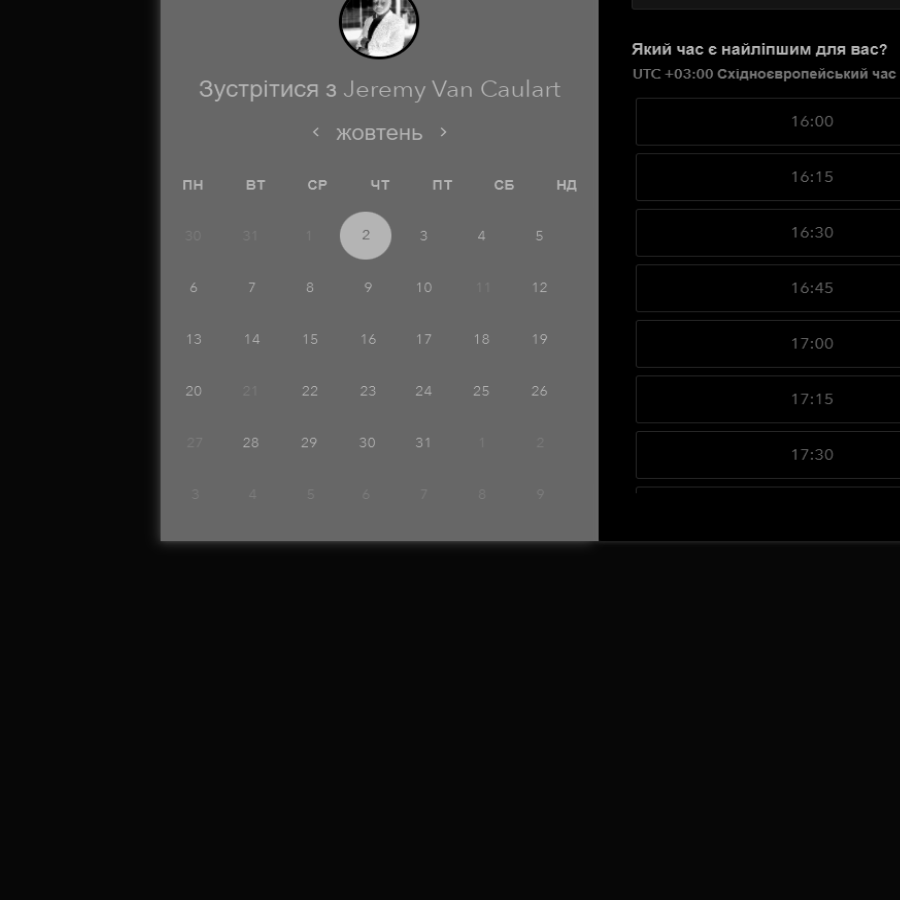 Зустрітися з Jeremy Van Caulart
жовтень
ПН ВТ СР ЧТ ПТ СБ НД
30 31 1 2 3 4 5
6 7 8 9 10 11 12
13 14 15 16 17 18 19
20 21 22 23 24 25 26
27 28 29 30 31 1 2
3 4 5 6 7 8 9
Який час є найліпшим для вас?
UTC +03:00 Східноєвропейський час
16:00
16:15
16:30
16:45
17:00
17:15
17:30